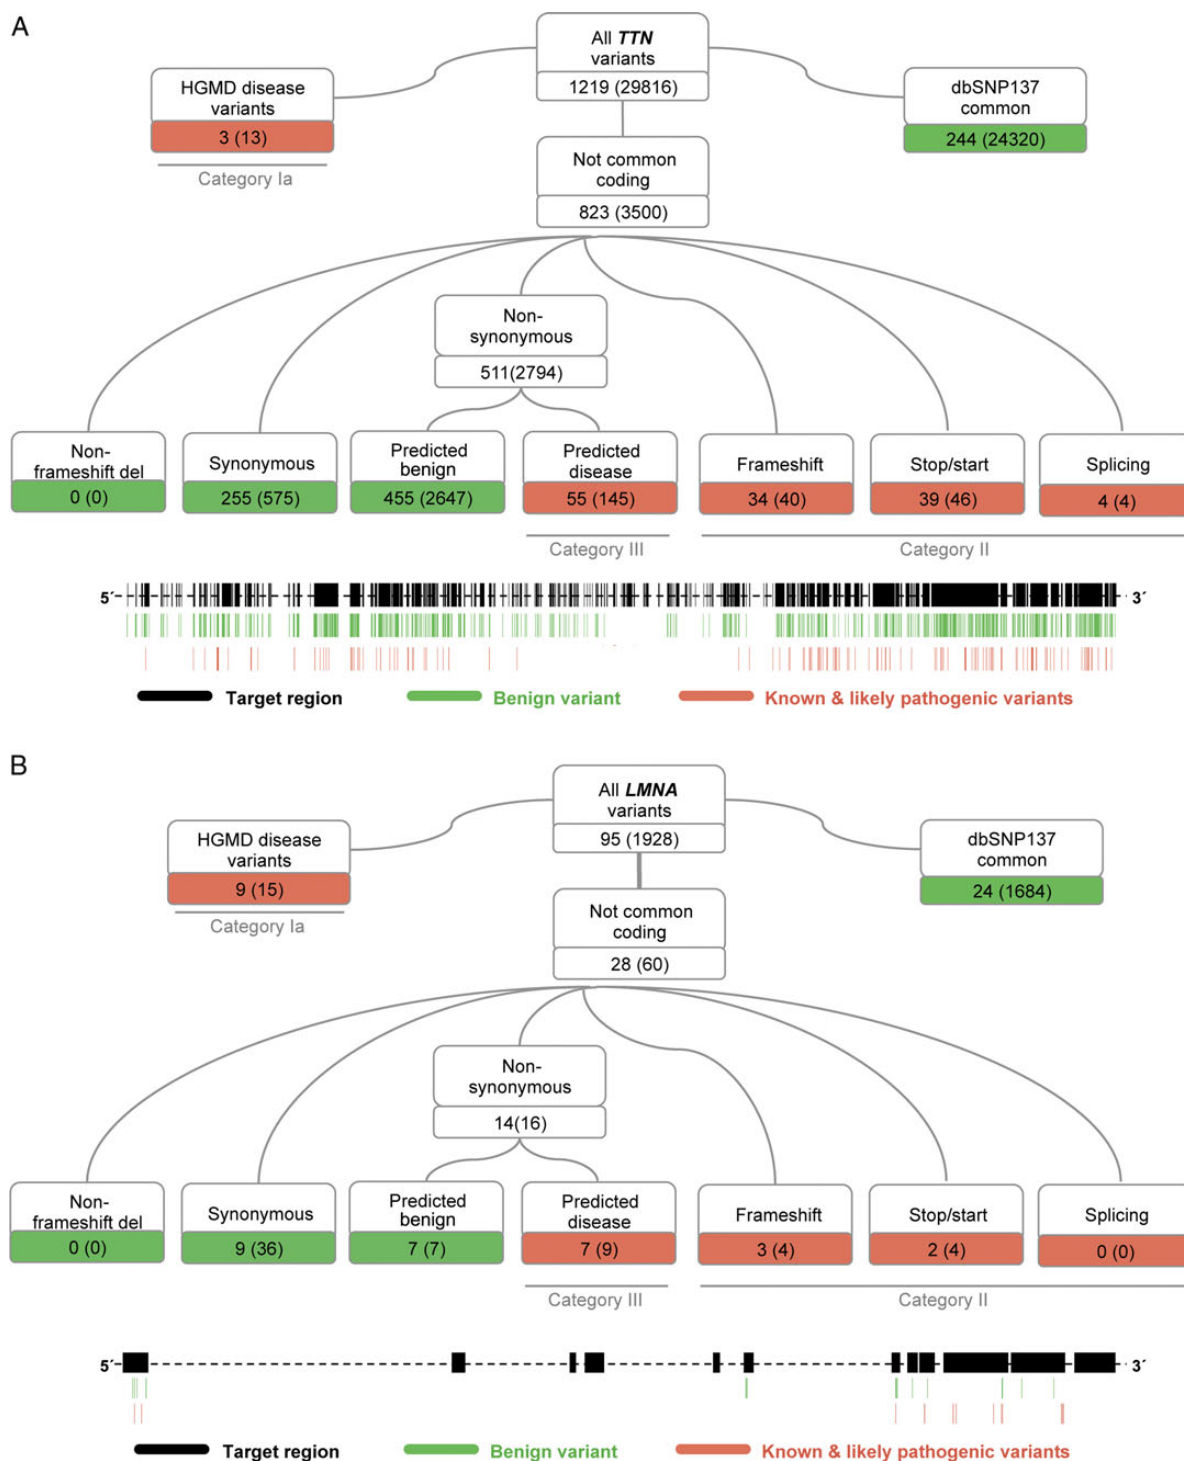 A
All TTN
variants
1219 (29816)
HGMD disease
variants
3 (13)
Category Ia
dbSNP137
common
244 (24320)
Not common
coding
823 (3500)
Non-
synonymous
511(2794)
Non-
frameshift del
0 (0)
Synonymous
255 (575)
Predicted
benign
455 (2647)
Predicted
disease
55 (145)
Frameshift
34 (40)
Stop/start
39 (46)
Splicing
4 (4)
Category III
Category II
5´
3´
Target region
Benign variant
Known & likely pathogenic variants
B
All LMNA
variants
95 (1928)
HGMD disease
variants
9 (15)
Category Ia
dbSNP137
common
24 (1684)
Not common
coding
28 (60)
Non-
synonymous
14(16)
Non-
frameshift del
0 (0)
Synonymous
9 (36)
Predicted
benign
7 (7)
Predicted
disease
7 (9)
Frameshift
3 (4)
Stop/start
2 (4)
Splicing
0 (0)
Category III
Category II
5´
3´
Target region
Benign variant
Known & likely pathogenic variants